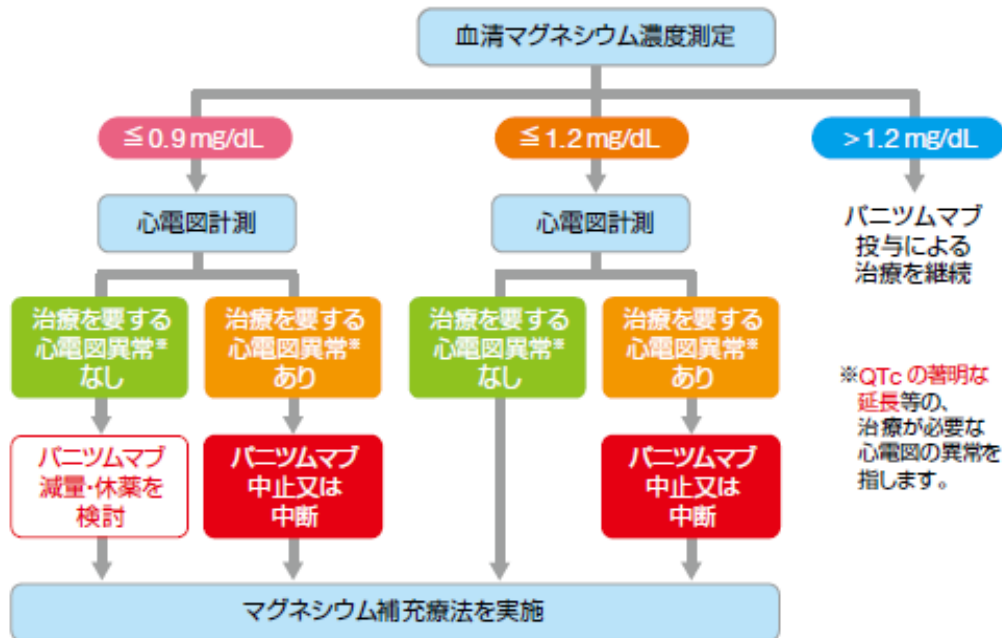 血清マグネシウム濃度測定
≦0.9 mg/dL
≦1.2 mg/dL
>1.2 mg/dL
心電図計測
心電図計測
パニツムマブ
投与による
治療を継続
治療を要する
心電図異常※
なし
治療を要する
心電図異常※
あり
治療を要する
心電図異常※
なし
治療を要する
心電図異常※
あり
※QTcの著明な
延長等の、
治療が必要な
心電図の異常を
指します。
パニツムマブ
減量・休薬を
検討
パニツムマブ
中止又は
中断
パニツムマブ
中止又は
中断
マグネシウム補充療法を実施